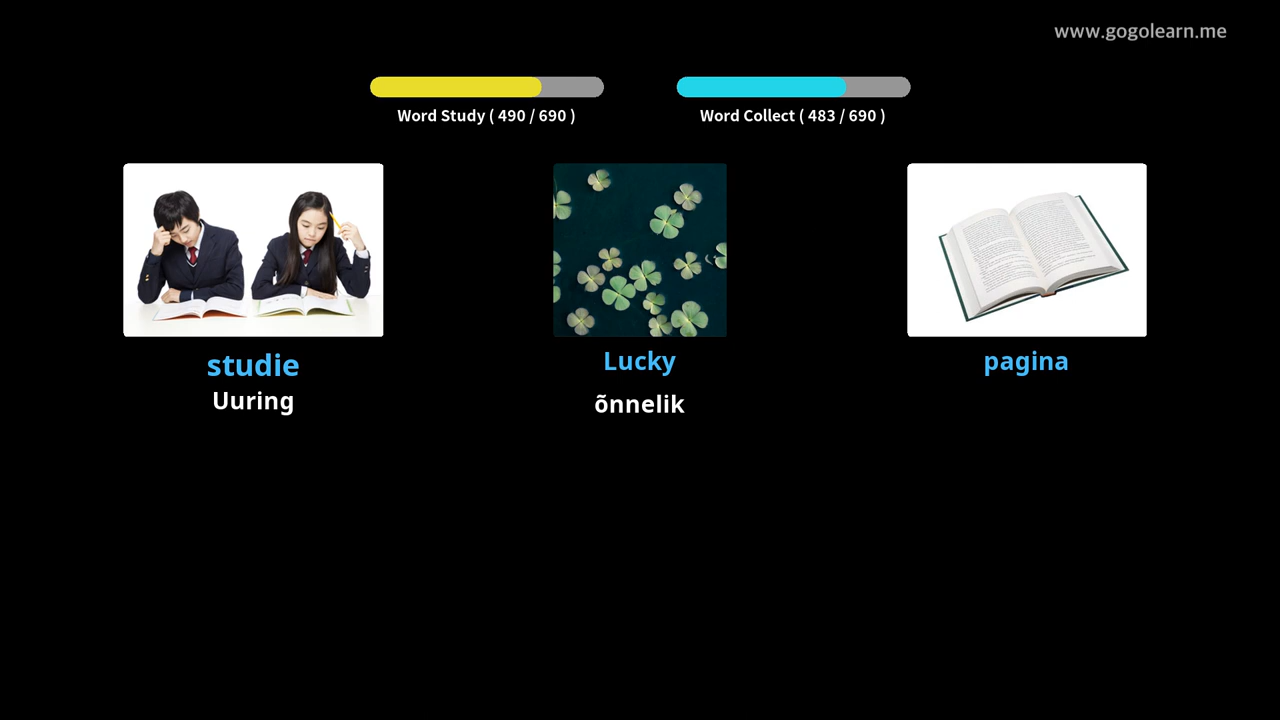 www.gogolearn.me
Word Study ( 490 / 690 )
Word Collect ( 483 / 690 )
studie
Uuring
Lucky
õnnelik
pagina